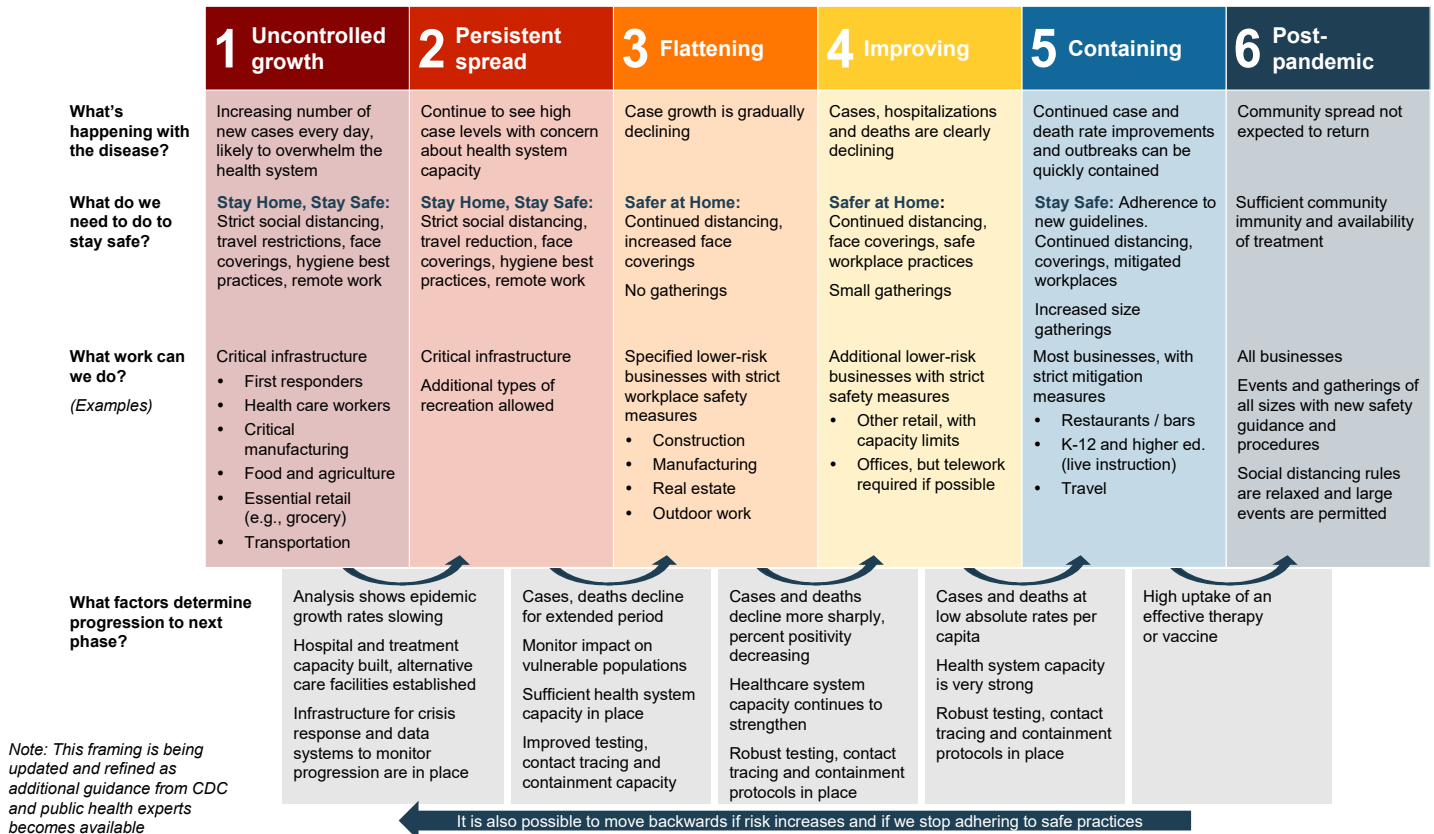 1 Uncontrolled
growth
2 Persistent
spread
3 Flattening
4 Improving
5 Containing
6 Post-
pandemic
What's
happening with
the disease?
Increasing number of
new cases every day,
likely to overwhelm the
health system
Continue to see high
case levels with concern
about health system
capacity
Case growth is gradually
declining
Cases, hospitalizations
and deaths are clearly
declining
Continued case and
death rate improvements
and outbreaks can be
quickly contained
Community spread not
expected to return
What do we
need to do to
stay safe?
Stay Home, Stay Safe:
Strict social distancing,
travel restrictions, face
coverings, hygiene best
practices, remote work
Stay Home, Stay Safe:
Strict social distancing,
travel reduction, face
coverings, hygiene best
practices, remote work
Safer at Home:
Continued distancing,
increased face
coverings
No gatherings
Safer at Home:
Continued distancing,
face coverings, safe
workplace practices
Small gatherings
Stay Safe: Adherence to
new guidelines.
Continued distancing,
coverings, mitigated
workplaces
Increased size
gatherings
Sufficient community
immunity and availability
of treatment
What work can
we do?
(Examples)
Critical infrastructure
• First responders
• Health care workers
• Critical
manufacturing
• Food and agriculture
• Essential retail
(e.g., grocery)
• Transportation
Critical infrastructure
Additional types of
recreation allowed
Specified lower-risk
businesses with strict
workplace safety
measures
• Construction
• Manufacturing
• Real estate
• Outdoor work
Additional lower-risk
businesses with strict
safety measures
• Other retail, with
capacity limits
• Offices, but telework
required if possible
Most businesses, with
strict mitigation
measures
• Restaurants / bars
• K-12 and higher ed.
(live instruction)
• Travel
All businesses
Events and gatherings of
all sizes with new safety
guidance and
procedures
Social distancing rules
are relaxed and large
events are permitted
What factors determine
progression to next
phase?
Analysis shows epidemic
growth rates slowing
Hospital and treatment
capacity built, alternative
care facilities established
Infrastructure for crisis
response and data
systems to monitor
progression are in place
Cases, deaths decline
for extended period
Monitor impact on
vulnerable populations
Sufficient health system
capacity in place
Improved testing,
contact tracing and
containment capacity
Cases and deaths
decline more sharply,
percent positivity
decreasing
Healthcare system
capacity continues to
strengthen
Robust testing, contact
tracing and containment
protocols in place
Cases and deaths at
low absolute rates per
capita
Health system capacity
is very strong
Robust testing, contact
tracing and containment
protocols in place
High uptake of an
effective therapy
or vaccine
Note: This framing is being
updated and refined as
additional guidance from CDC
and public health experts
becomes available
It is also possible to move backwards if risk increases and if we stop adhering to safe practices